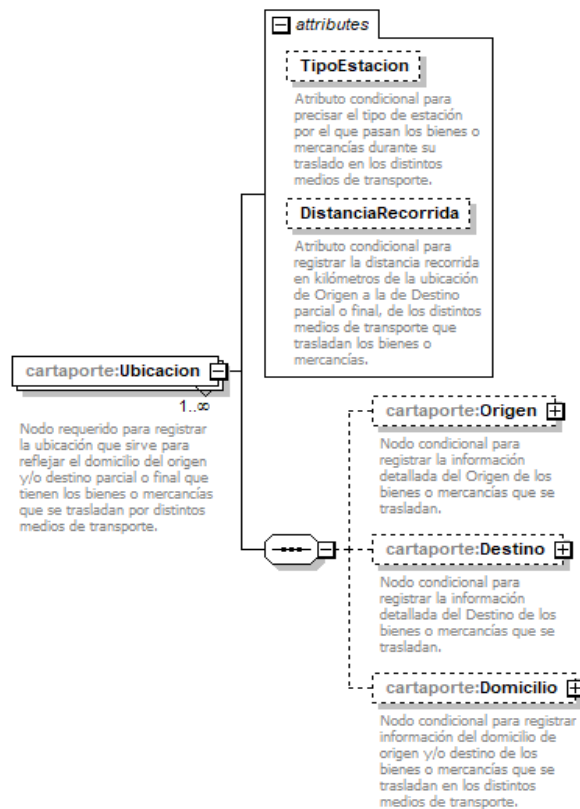 attributes
TipoEstacion
Atributo condicional para
precisar el tipo de estación
por el que pasan los bienes o
mercancías durante su
traslado en los distintos
medios de transporte.
DistanciaRecorrida
Atributo condicional para
registrar la distancia recorrida
en kilómetros de la ubicación
de Origen a la de Destino
parcial o final, de los distintos
medios de transporte que
trasladan los bienes o
mercancías.
cartaporte:Ubicacion
1..∞
Nodo requerido para registrar
la ubicación que sirve para
reflejar el domicilio del origen
y/o destino parcial o final que
tienen los bienes o mercancías
que se trasladan por distintos
medios de transporte.
cartaporte:Origen
Nodo condicional para
registrar la información
detallada del Origen de los
bienes o mercancías que se
trasladan.
cartaporte:Destino
Nodo condicional para
registrar la información
detallada del Destino de los
bienes o mercancías que se
trasladan.
cartaporte:Domicilio
Nodo condicional para registrar
información del domicilio de
origen y/o destino de los
bienes o mercancías que se
trasladan en los distintos
medios de transporte.